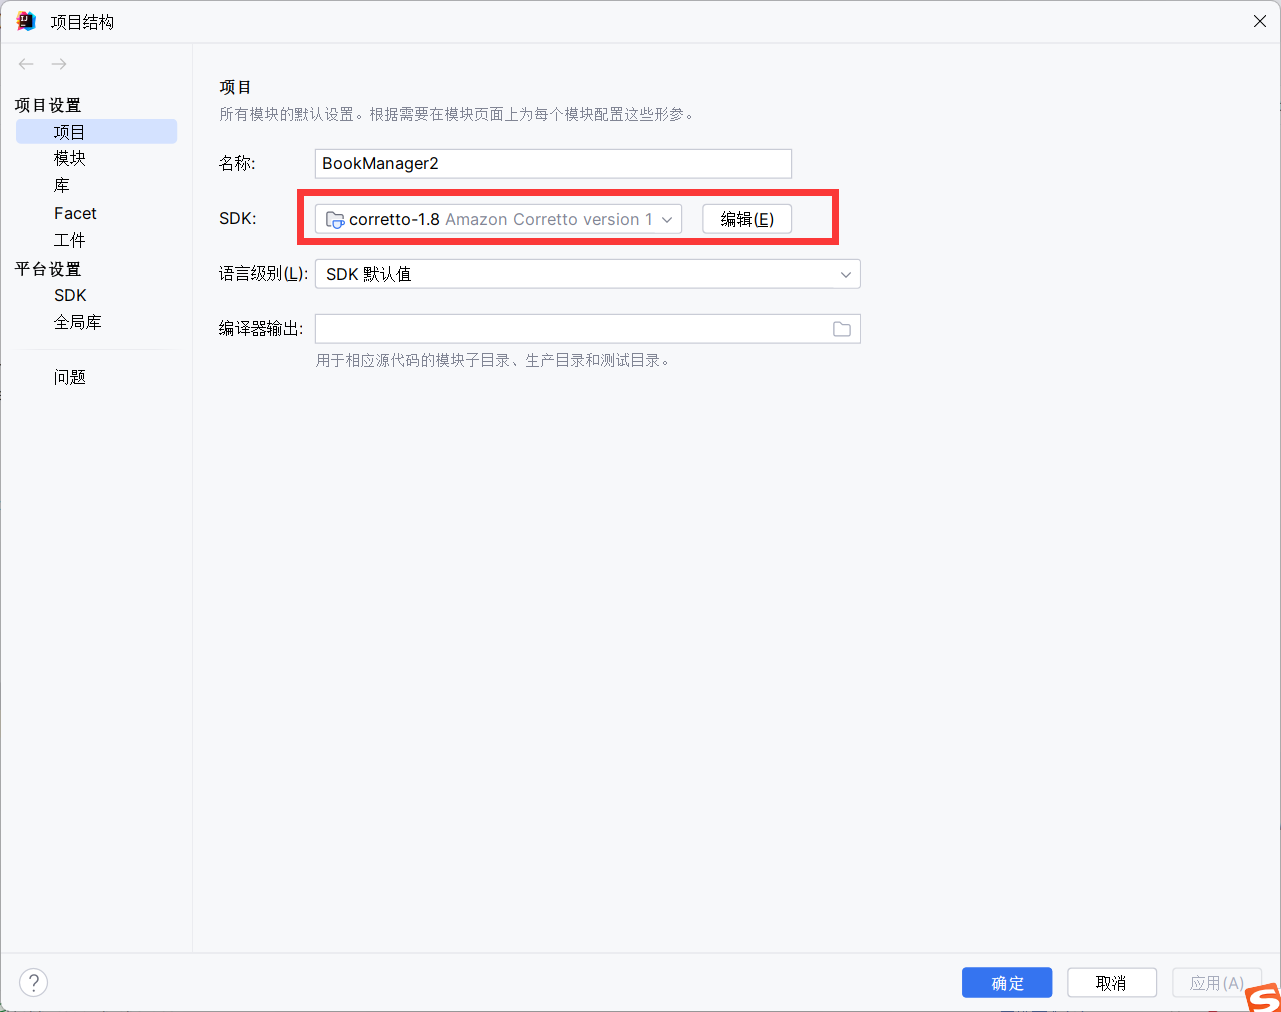 项目结构
项目设置
项目
模块
库
Facet
工件
平台设置
SDK
全局库
问题
项目
所有模块的默认设置。根据需要在模块页面上为每个模块配置这些形参。
名称: BookManager2
SDK: corretto-1.8 Amazon Corretto version 1 编辑(E)
语言级别(L): SDK 默认值
编译器输出:
用于相应源代码的模块子目录、生产目录和测试目录。
? 确定 取消 应用(A)